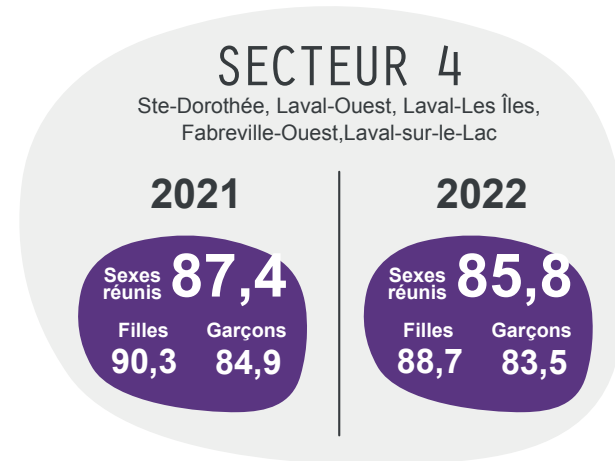 SECTEUR 4
Ste-Dorothée, Laval-Ouest, Laval-Les Îles,
Fabreville-Ouest,Laval-sur-le-Lac
2021
Sexes
réunis 87,4
Filles Garçons
90,3 84,9
2022
Sexes
réunis 85,8
Filles Garçons
88,7 83,5